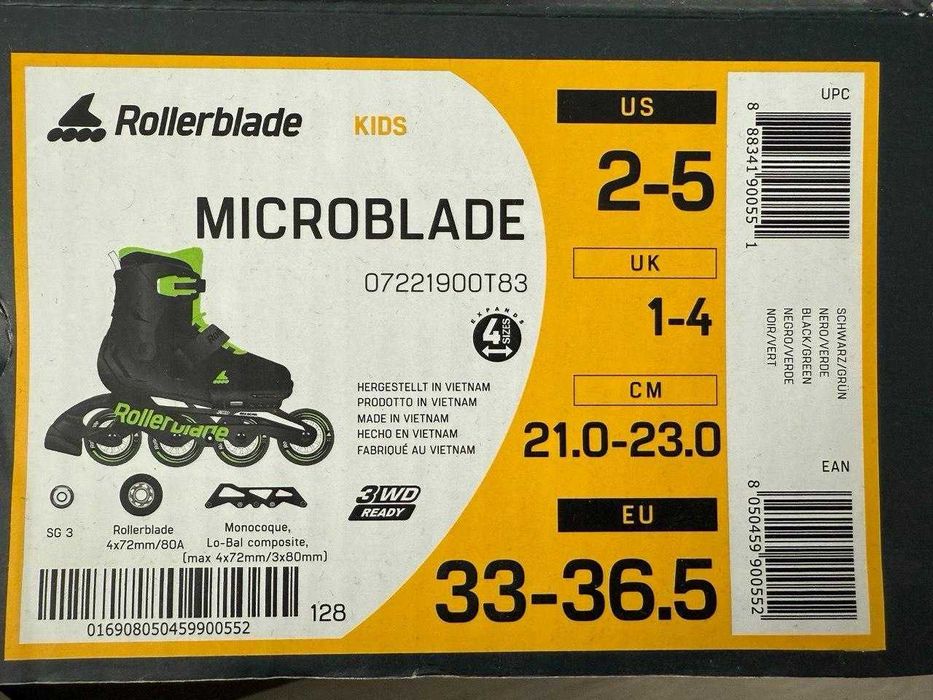 Rollerblade KIDS
MICROBLADE
07221900T83
EXPANDS
4 SIZES
Rollerblade
HERGESTELLT IN VIETNAM
PRODOTTO IN VIETNAM
MADE IN VIETNAM
HECHO EN VIETNAM
FABRIQUÉ AU VIETNAM
3WD
READY
SG 3
Rollerblade
4x72mm/80A
Monocoque,
Lo-Bal composite,
(max 4x72mm/3x80mm)
016908050459900552
128
US
2-5
UK
1-4
CM
21.0-23.0
EU
33-36.5
UPC
8 88341 90055 1
SCHWARZ/GRÜN
NERO/VERDE
BLACK/GREEN
NEGRO/VERDE
NOIR/VERT
EAN
8 050459 900552